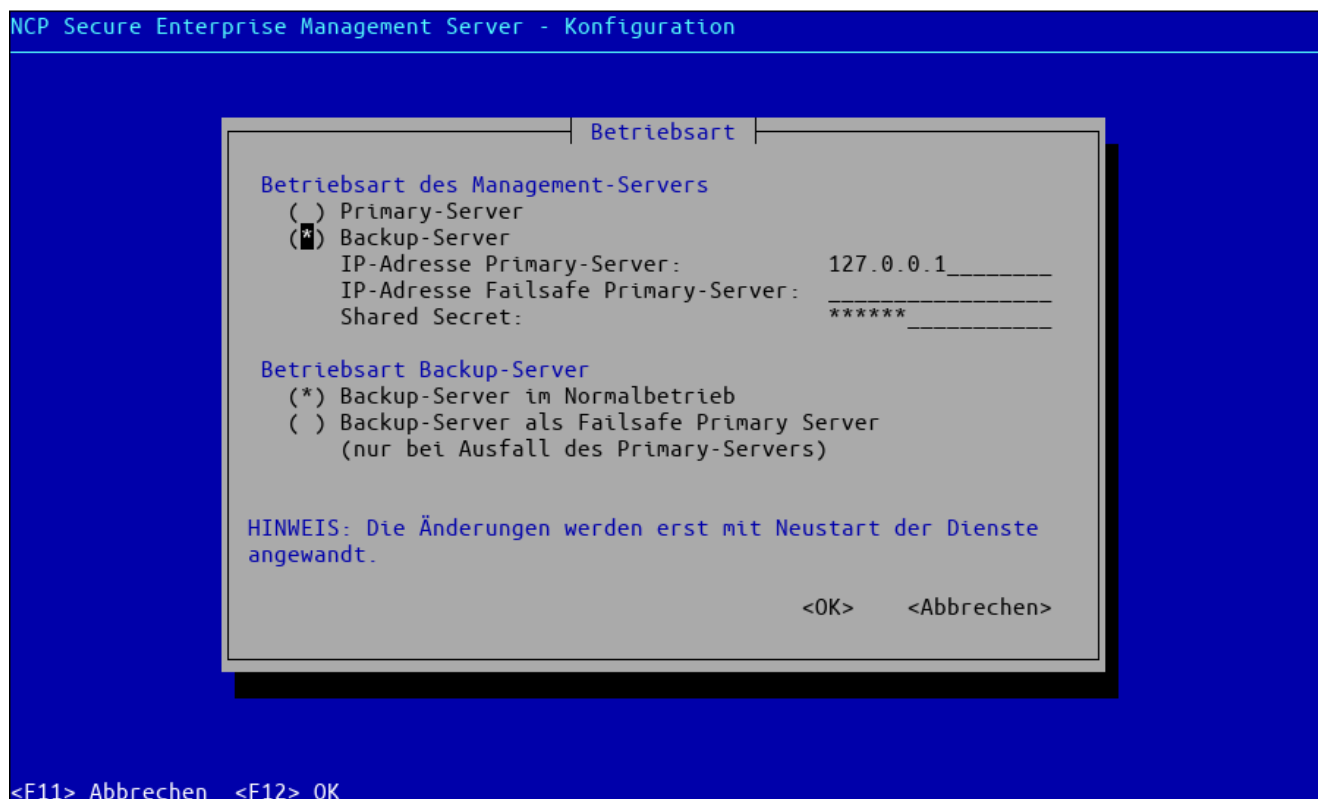 NCP Secure Enterprise Management Server - Konfiguration
Betriebsart
Betriebsart des Management-Servers
( ) Primary-Server
(*) Backup-Server
IP-Adresse Primary-Server: 127.0.0.1________
IP-Adresse Failsafe Primary-Server: _________________
Shared Secret: ******___________
Betriebsart Backup-Server
(*) Backup-Server im Normalbetrieb
( ) Backup-Server als Failsafe Primary Server
(nur bei Ausfall des Primary-Servers)
HINWEIS: Die Änderungen werden erst mit Neustart der Dienste
angewandt.
<OK> <Abbrechen>
<F11> Abbrechen <F12> OK